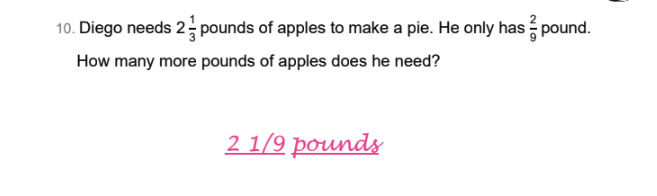 10. Diego needs 2 1/3 pounds of apples to make a pie. He only has 2/9 pound.
How many more pounds of apples does he need?
2 1/9 pounds